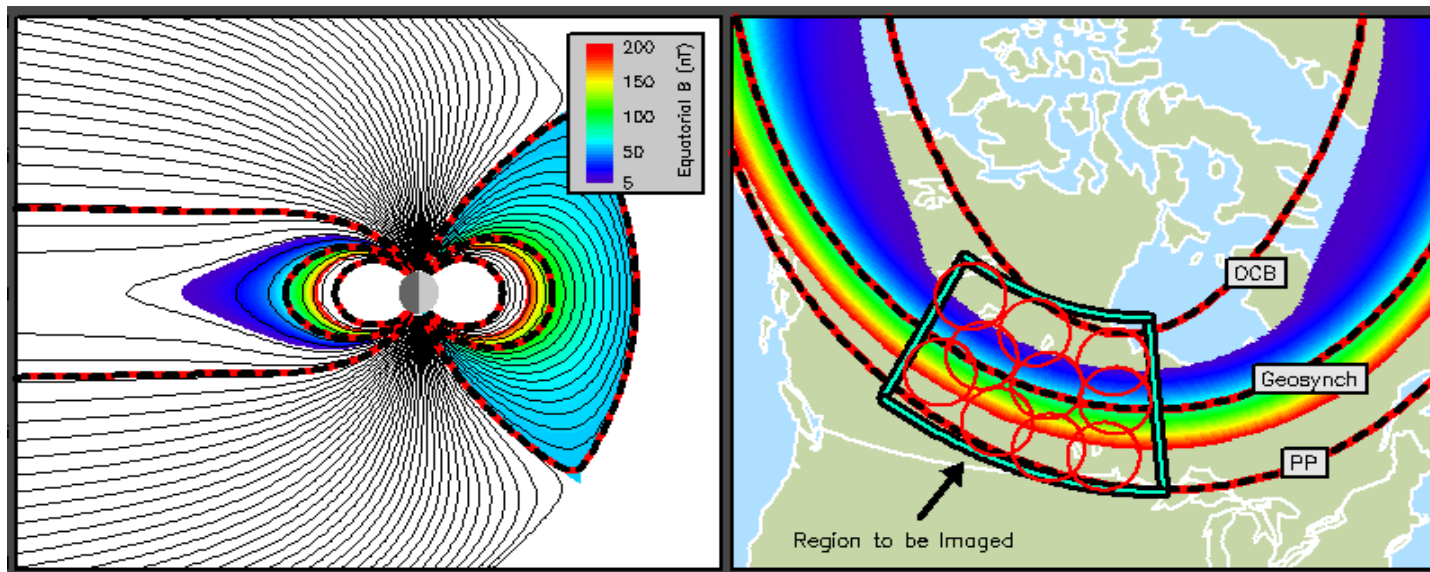 200
150
100
50
5
Equatorial B (nT)
OCB
Geosynch
PP
Region to be Imaged